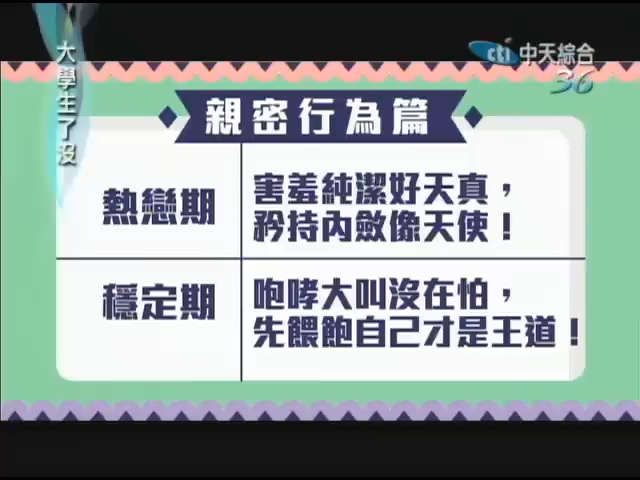 大學生了沒
cti 中天綜合
36
親密行為篇
熱戀期
害羞純潔好天真，
矜持內斂像天使！
穩定期
咆哮大叫沒在怕，
先餵飽自己才是王道！